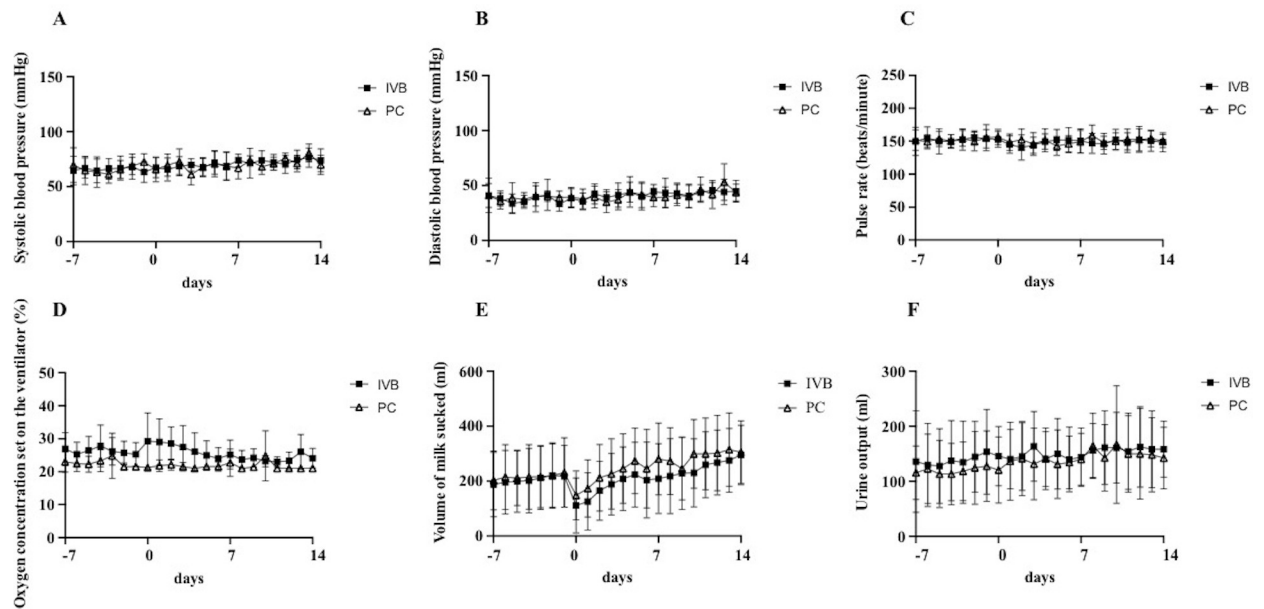 A
Systolic blood pressure (mmHg)
150
100
50
0
-7
0
7
14
days
IVB
PC
B
Diastolic blood pressure (mmHg)
150
100
50
0
-7
0
7
14
days
IVB
PC
C
Pulse rate (beats/minute)
250
200
150
100
50
0
-7
0
7
14
days
IVB
PC
D
Oxygen concentration set on the ventilator (%)
50
40
30
20
10
0
-7
0
7
14
days
IVB
PC
E
Volume of milk sucked (ml)
600
400
200
0
-7
0
7
14
days
IVB
PC
F
Urine output (ml)
300
200
100
0
-7
0
7
14
days
IVB
PC